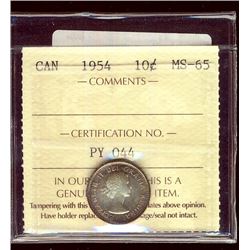 CAN 1954 10¢ MS-65
COMMENTS
CERTIFICATION NO.
PY 044
IN OUR THIS IS A
GENU ITEM.
Tampering with this ates above opinion.
Have holder replac age/seal not intact.